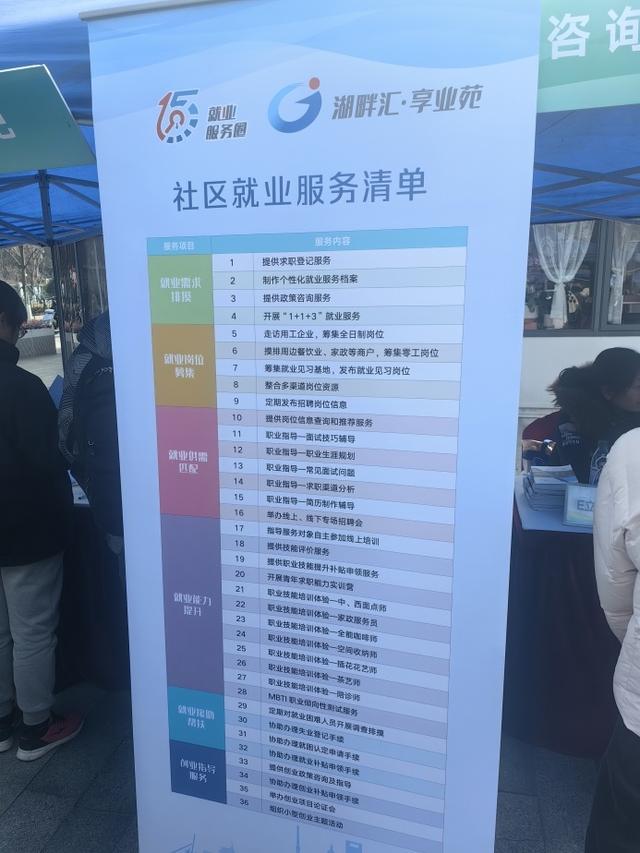 咨询
15
就业
服务圈
湖畔汇·享业苑
社区就业服务清单
服务项目 服务内容
就业需求
排摸
1 提供求职登记服务
2 制作个性化就业服务档案
3 提供政策咨询服务
4 开展“1+1+3”就业服务
就业岗位
募集
5 走访用工企业，筹集全日制岗位
6 摸排周边餐饮业、家政等商户，筹集零工岗位
7 筹集就业见习基地，发布就业见习岗位
8 整合多渠道岗位资源
9 定期发布招聘岗位信息
就业供需
匹配
10 提供岗位信息查询和推荐服务
11 职业指导—面试技巧辅导
12 职业指导—职业生涯规划
13 职业指导—常见面试问题
14 职业指导—求职渠道分析
15 职业指导—简历制作辅导
16 举办线上、线下专场招聘会
就业能力
提升
17 指导服务对象自主参加线上培训
18 提供技能评价服务
19 提供职业技能提升补贴申领服务
20 开展青年求职能力实训营
21 职业技能培训体验—中、西面点师
22 职业技能培训体验—家政服务员
23 职业技能培训体验—全能咖啡师
24 职业技能培训体验—空间收纳师
25 职业技能培训体验—插花花艺师
26 职业技能培训体验—茶艺师
27 职业技能培训体验—陪诊师
28 MBTI 职业倾向性测试服务
就业援助
帮扶
29 定期对就业困难人员开展调查排摸
30 协助办理失业登记手续
31 协助办理就困认定申请手续
32 协助办理就业补贴申领手续
创业指导
服务
33 提供创业政策咨询及指导
34 协助办理创业补贴申领手续
35 举办创业项目论证会
36 组织小型创业主题活动